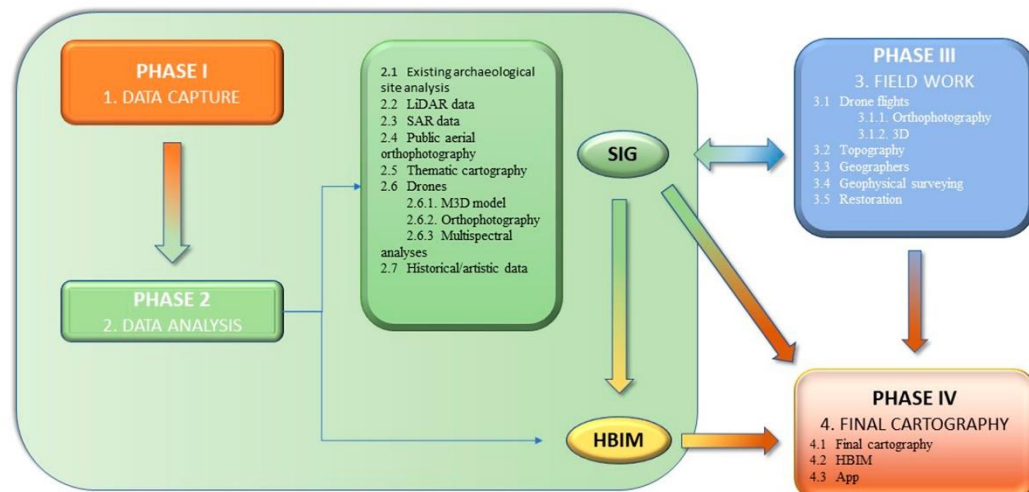 PHASE I
1. DATA CAPTURE
PHASE 2
2. DATA ANALYSIS
2.1 Existing archaeological
site analysis
2.2 LiDAR data
2.3 SAR data
2.4 Public aerial
orthophotography
2.5 Thematic cartography
2.6 Drones
2.6.1. M3D model
2.6.2. Orthophotography
2.6.3 Multispectral
analyses
2.7 Historical/artistic data
SIG
HBIM
PHASE III
3. FIELD WORK
3.1 Drone flights
3.1.1. Orthophotography
3.1.2. 3D
3.2 Topography
3.3 Geographers
3.4 Geophysical surveying
3.5 Restoration
PHASE IV
4. FINAL CARTOGRAPHY
4.1 Final cartography
4.2 HBIM
4.3 App